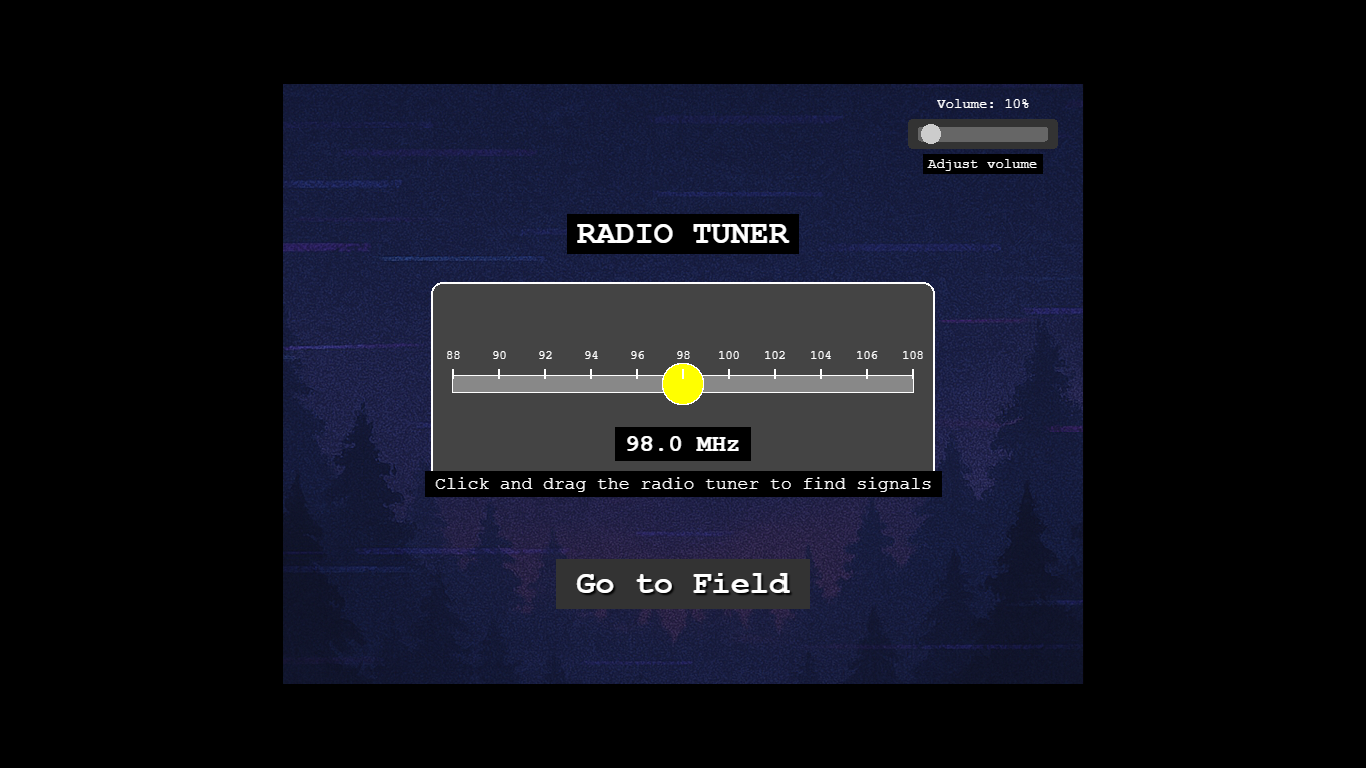 Volume: 10%
Adjust volume
RADIO TUNER
88 90 92 94 96 98 100 102 104 106 108
98.0 MHz
Click and drag the radio tuner to find signals
Go to Field